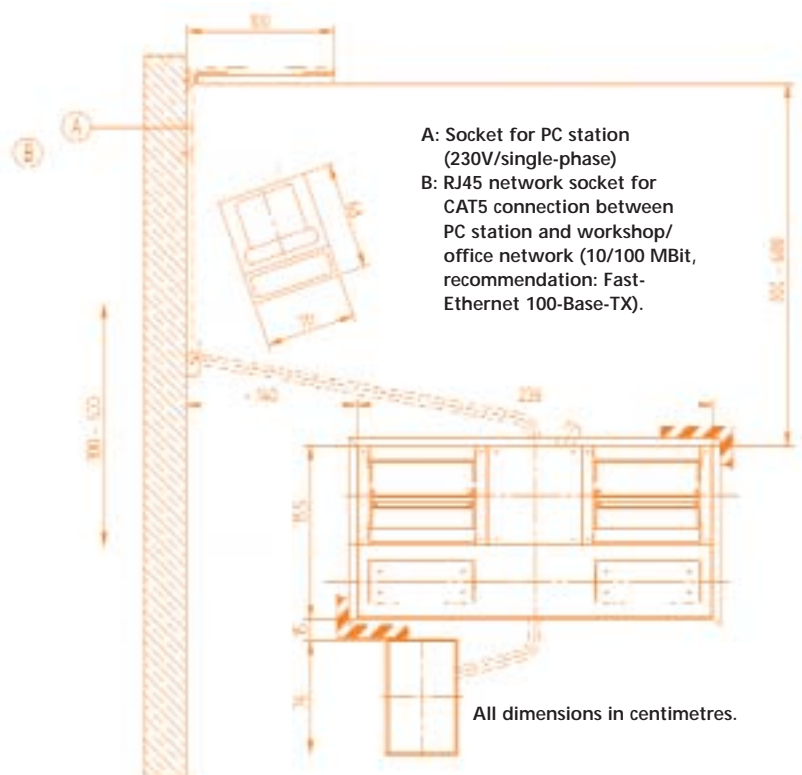 100
A
B
A: Socket for PC station
(230V/single-phase)
B: RJ45 network socket for
CAT5 connection between
PC station and workshop/
office network (10/100 MBit,
recommendation: Fast-
Ethernet 100-Base-TX).
All dimensions in centimetres.